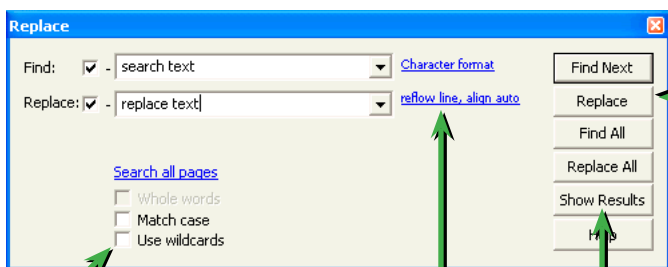 Replace
Find: - search text Character format Find Next
Replace: - replace text reflow line, align auto Replace
Find All
Search all pages Replace All
Whole words Show Results
Match case
Use wildcards Help